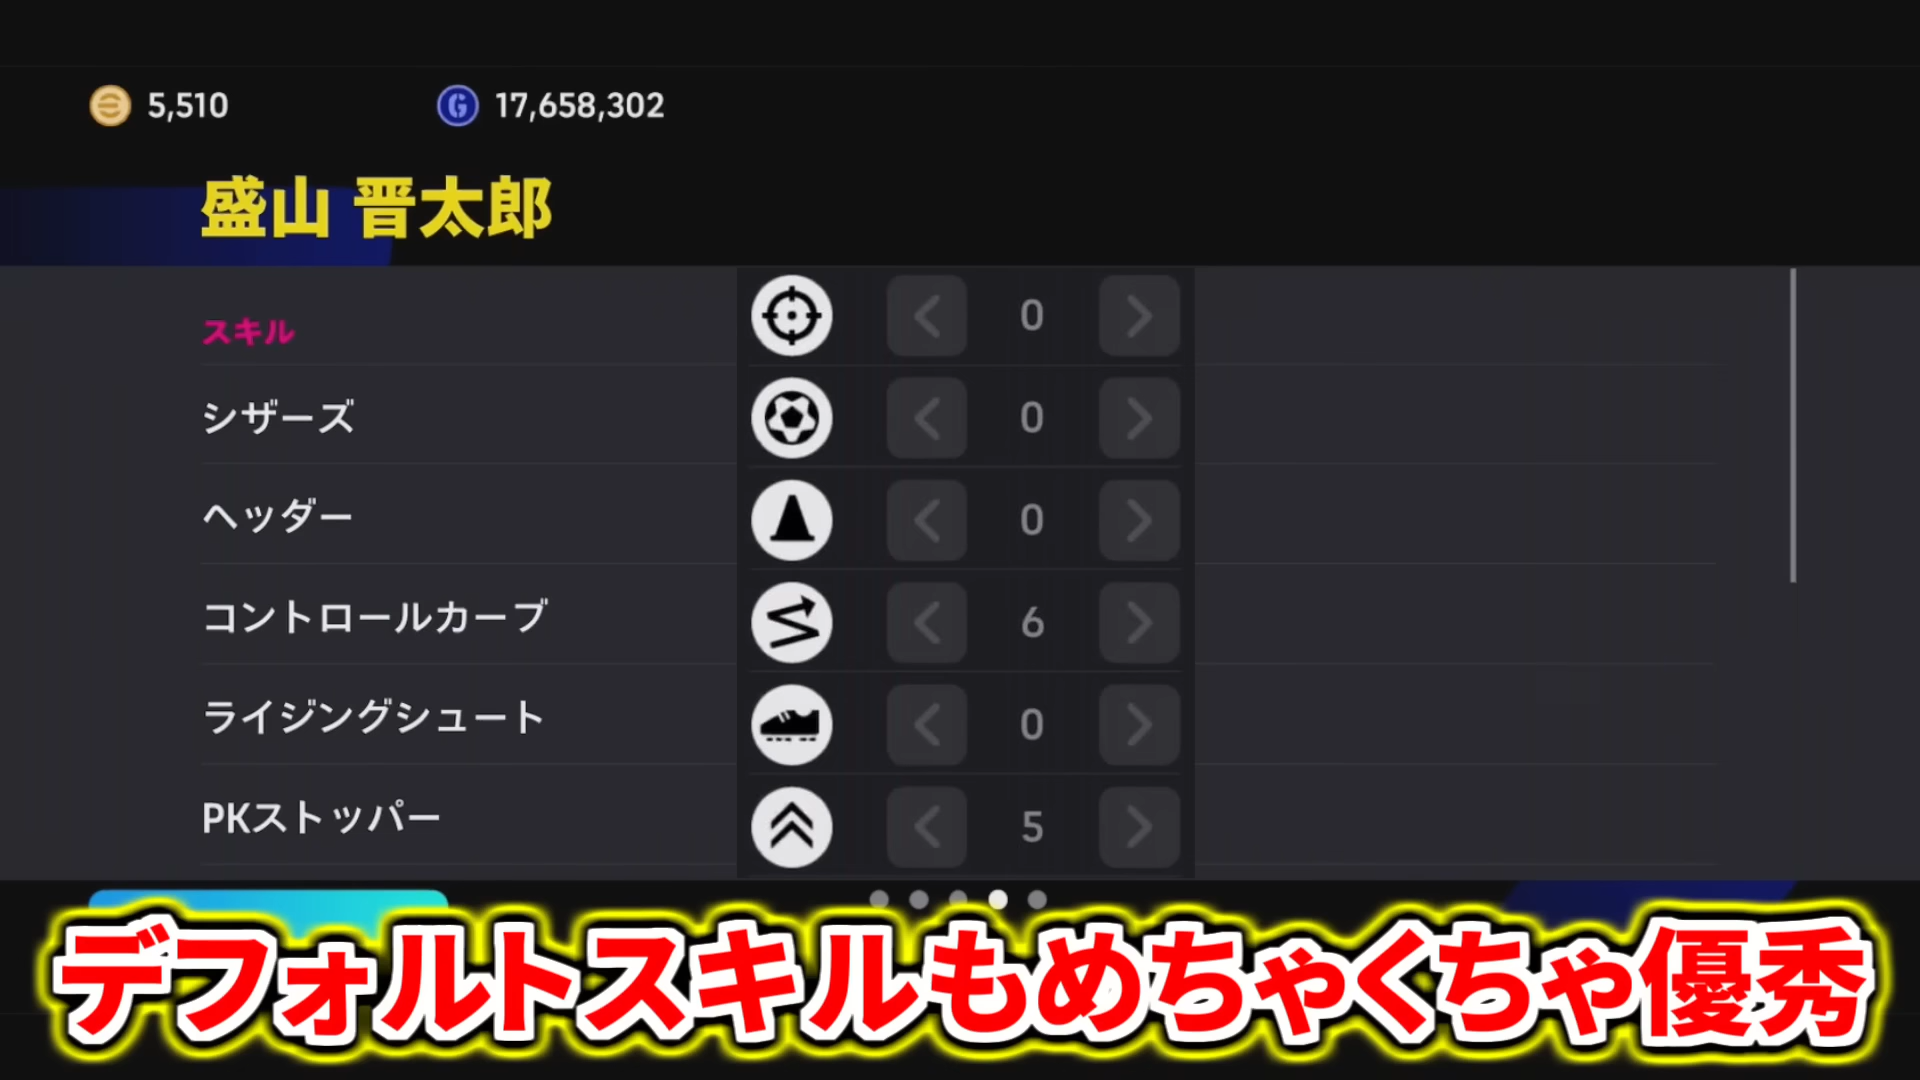 5,510 17,658,302
盛山 晋太郎
スキル 0
シザーズ 0
ヘッダー 0
コントロールカーブ 6
ライジングシュート 0
PKストッパー 5
デフォルトスキルもめちゃくちゃ優秀